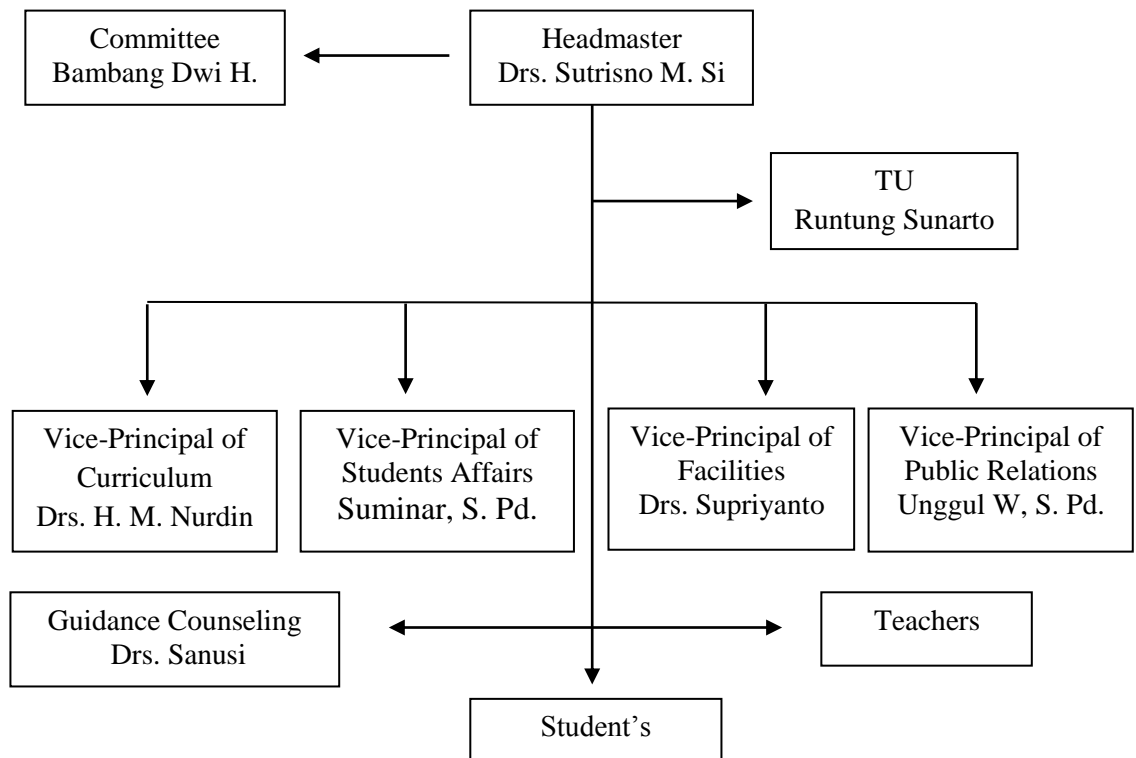 Committee
Bambang Dwi H.
Headmaster
Drs. Sutrisno M. Si
TU
Runtung Sunarto
Vice-Principal of
Curriculum
Drs. H. M. Nurdin
Vice-Principal of
Students Affairs
Suminar, S. Pd.
Vice-Principal of
Facilities
Drs. Supriyanto
Vice-Principal of
Public Relations
Unggul W, S. Pd.
Guidance Counseling
Drs. Sanusi
Teachers
Student’s